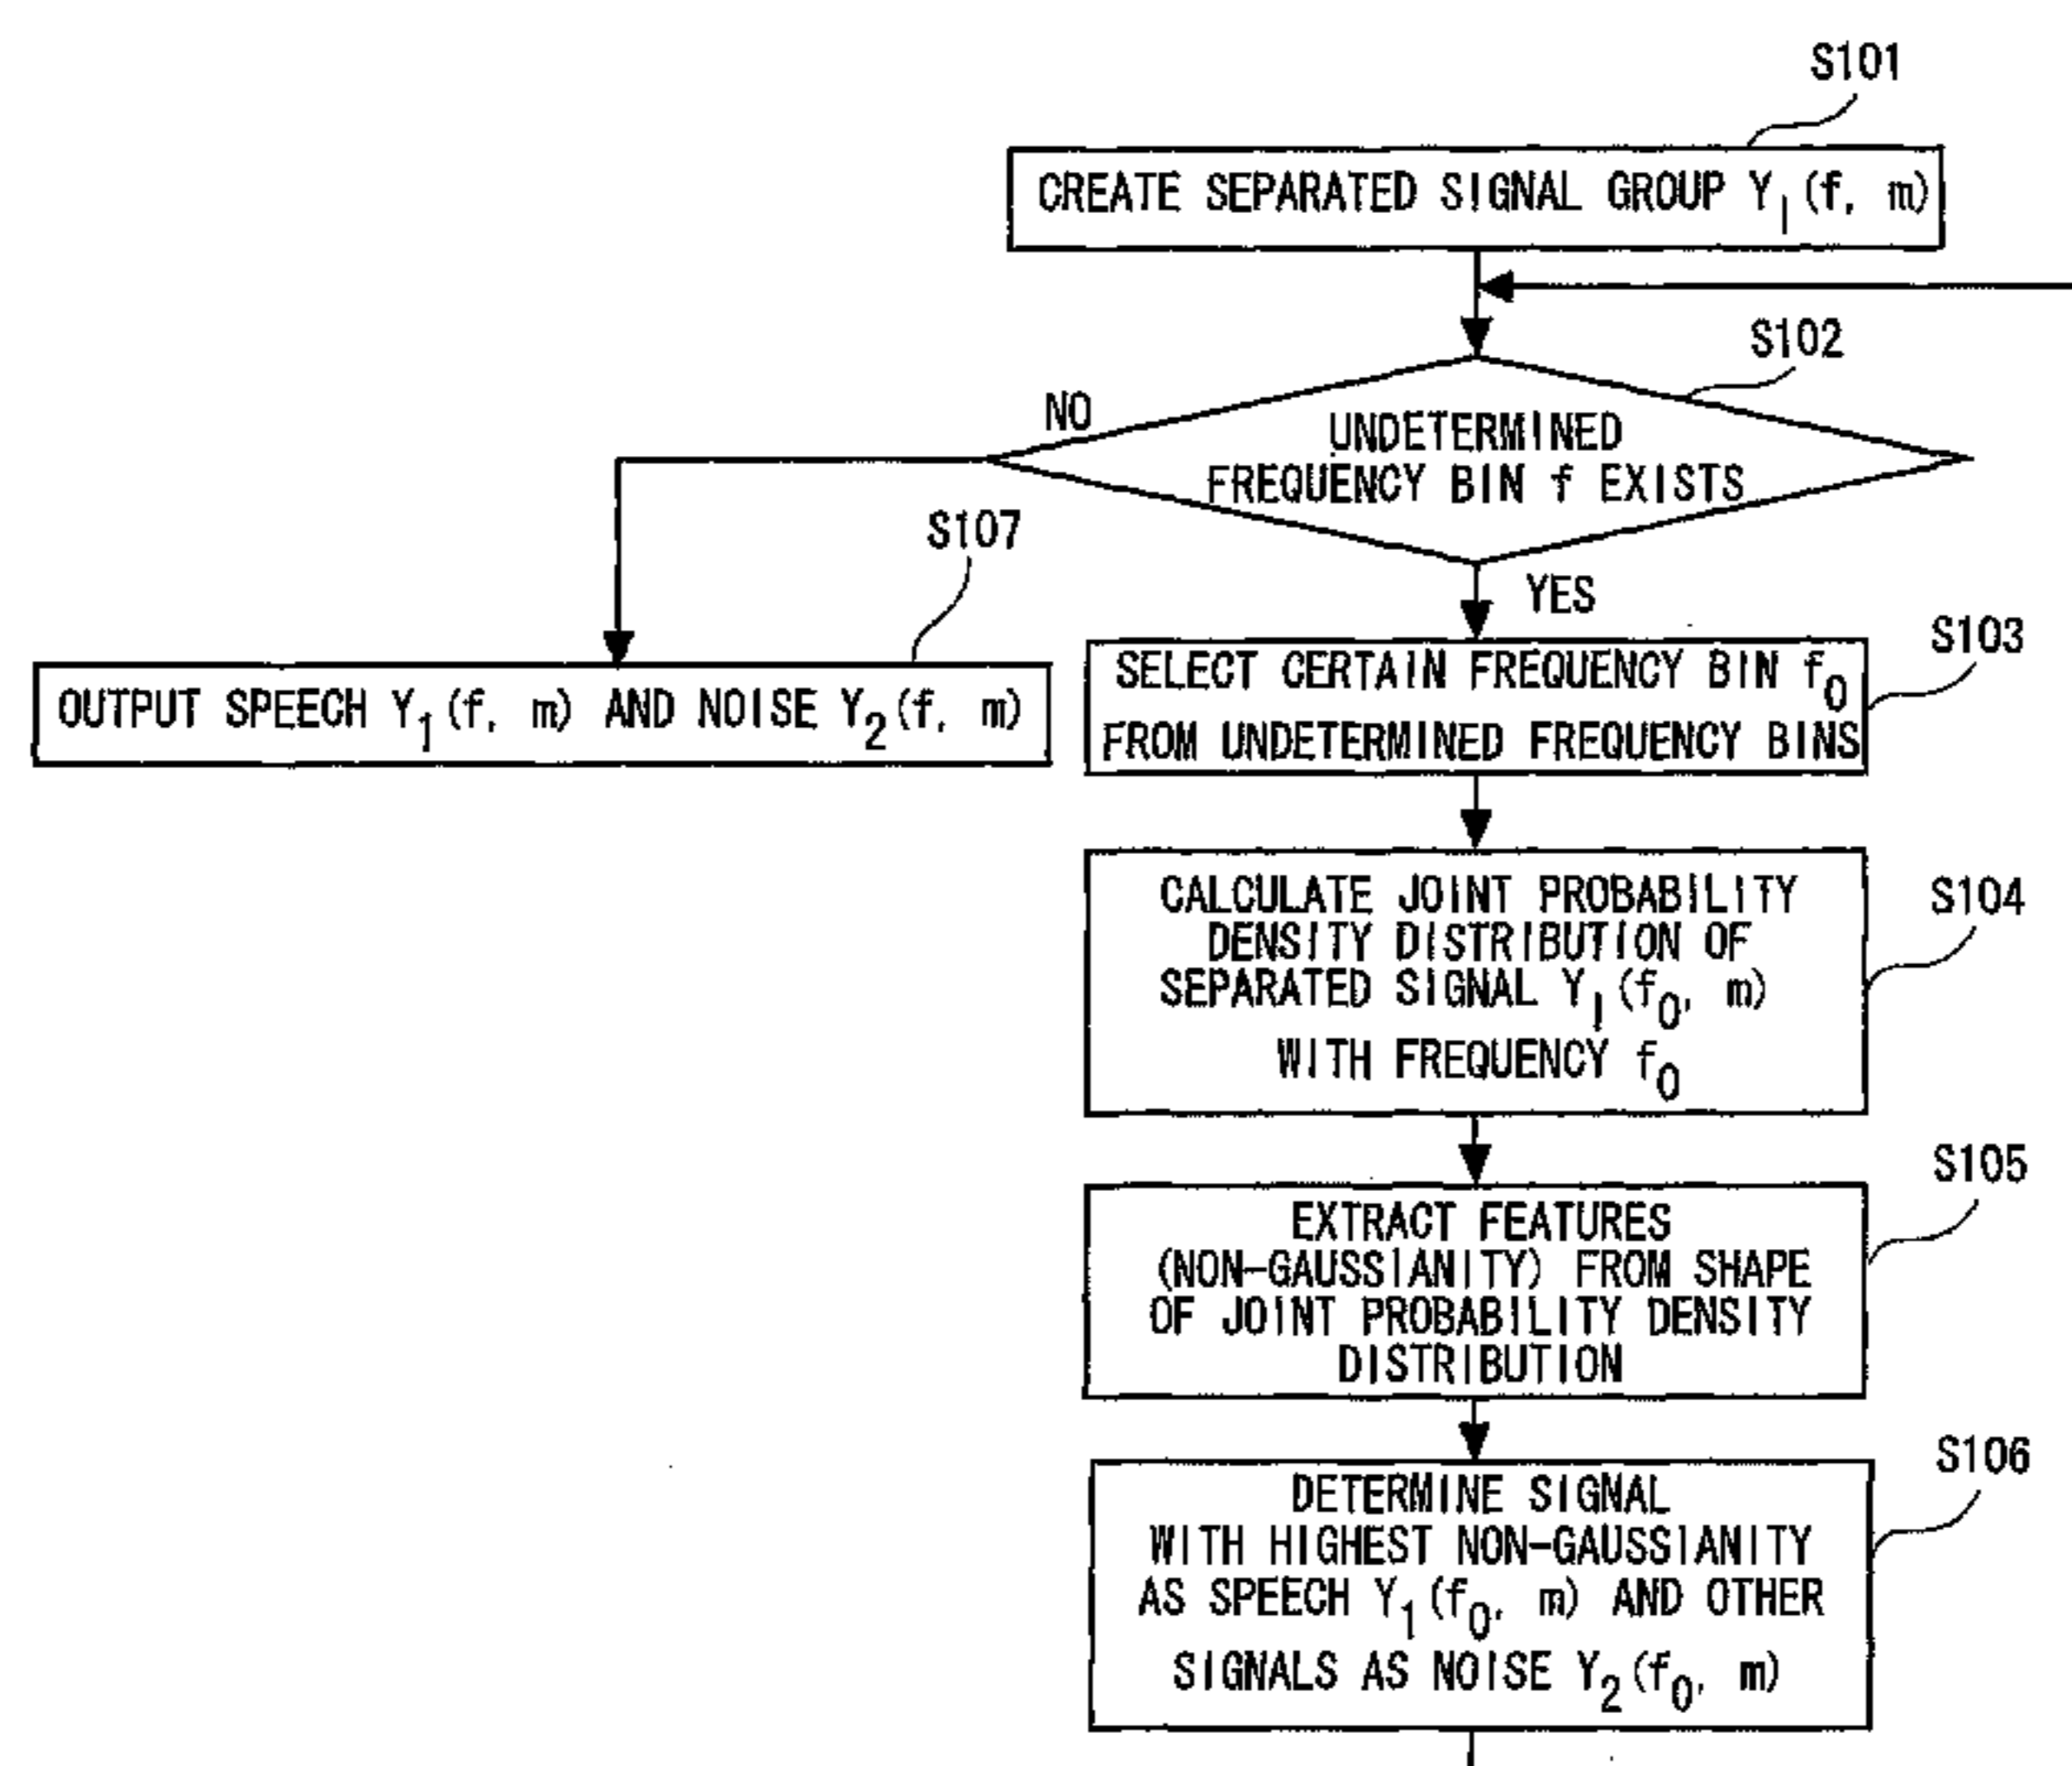 S101
CREATE SEPARATED SIGNAL GROUP Y_l(f, m)
S102
NO
UNDETERMINED
FREQUENCY BIN f EXISTS
S107
YES
S103
OUTPUT SPEECH Y_1(f, m) AND NOISE Y_2(f, m)
SELECT CERTAIN FREQUENCY BIN f_0
FROM UNDETERMINED FREQUENCY BINS
CALCULATE JOINT PROBABILITY
S104
DENSITY DISTRIBUTION OF
SEPARATED SIGNAL Y_l(f_0, m)
WITH FREQUENCY f_0
S105
EXTRACT FEATURES
(NON-GAUSSIANITY) FROM SHAPE
OF JOINT PROBABILITY DENSITY
DISTRIBUTION
S106
DETERMINE SIGNAL
WITH HIGHEST NON-GAUSSIANITY
AS SPEECH Y_1(f_0, m) AND OTHER
SIGNALS AS NOISE Y_2(f_0, m)